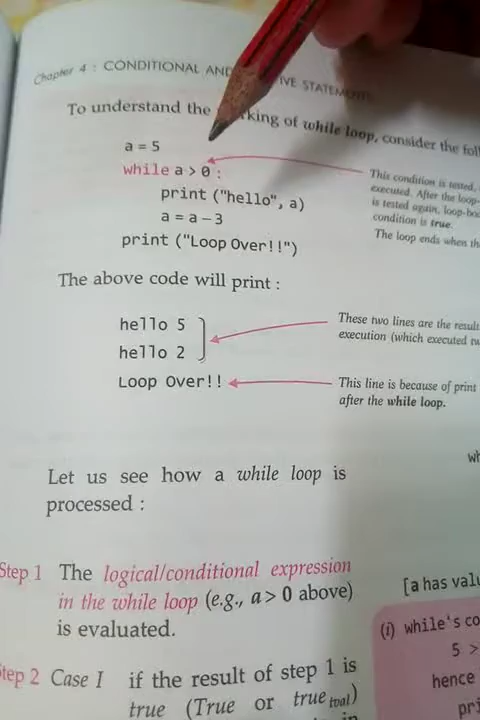 Chapter 4 : CONDITIONAL AND IVE STATEMENTS
To understand the king of while loop, consider the foll
a = 5
while a > 0 :
print ("hello", a)
a = a – 3
print ("Loop Over!!")
This condition is tested,
executed. After the loop-
is tested again, loop-bo
condition is true.
The loop ends when th
The above code will print :
hello 5
hello 2
Loop Over!!
These two lines are the result
execution (which executed tw
This line is because of print
after the while loop.
wh
Let us see how a while loop is
processed :
Step 1 The logical/conditional expression
in the while loop (e.g., a > 0 above)
is evaluated.
tep 2 Case I if the result of step 1 is
true (True or true tval)
[a has valu
(i) while's co
5 >
hence
pri